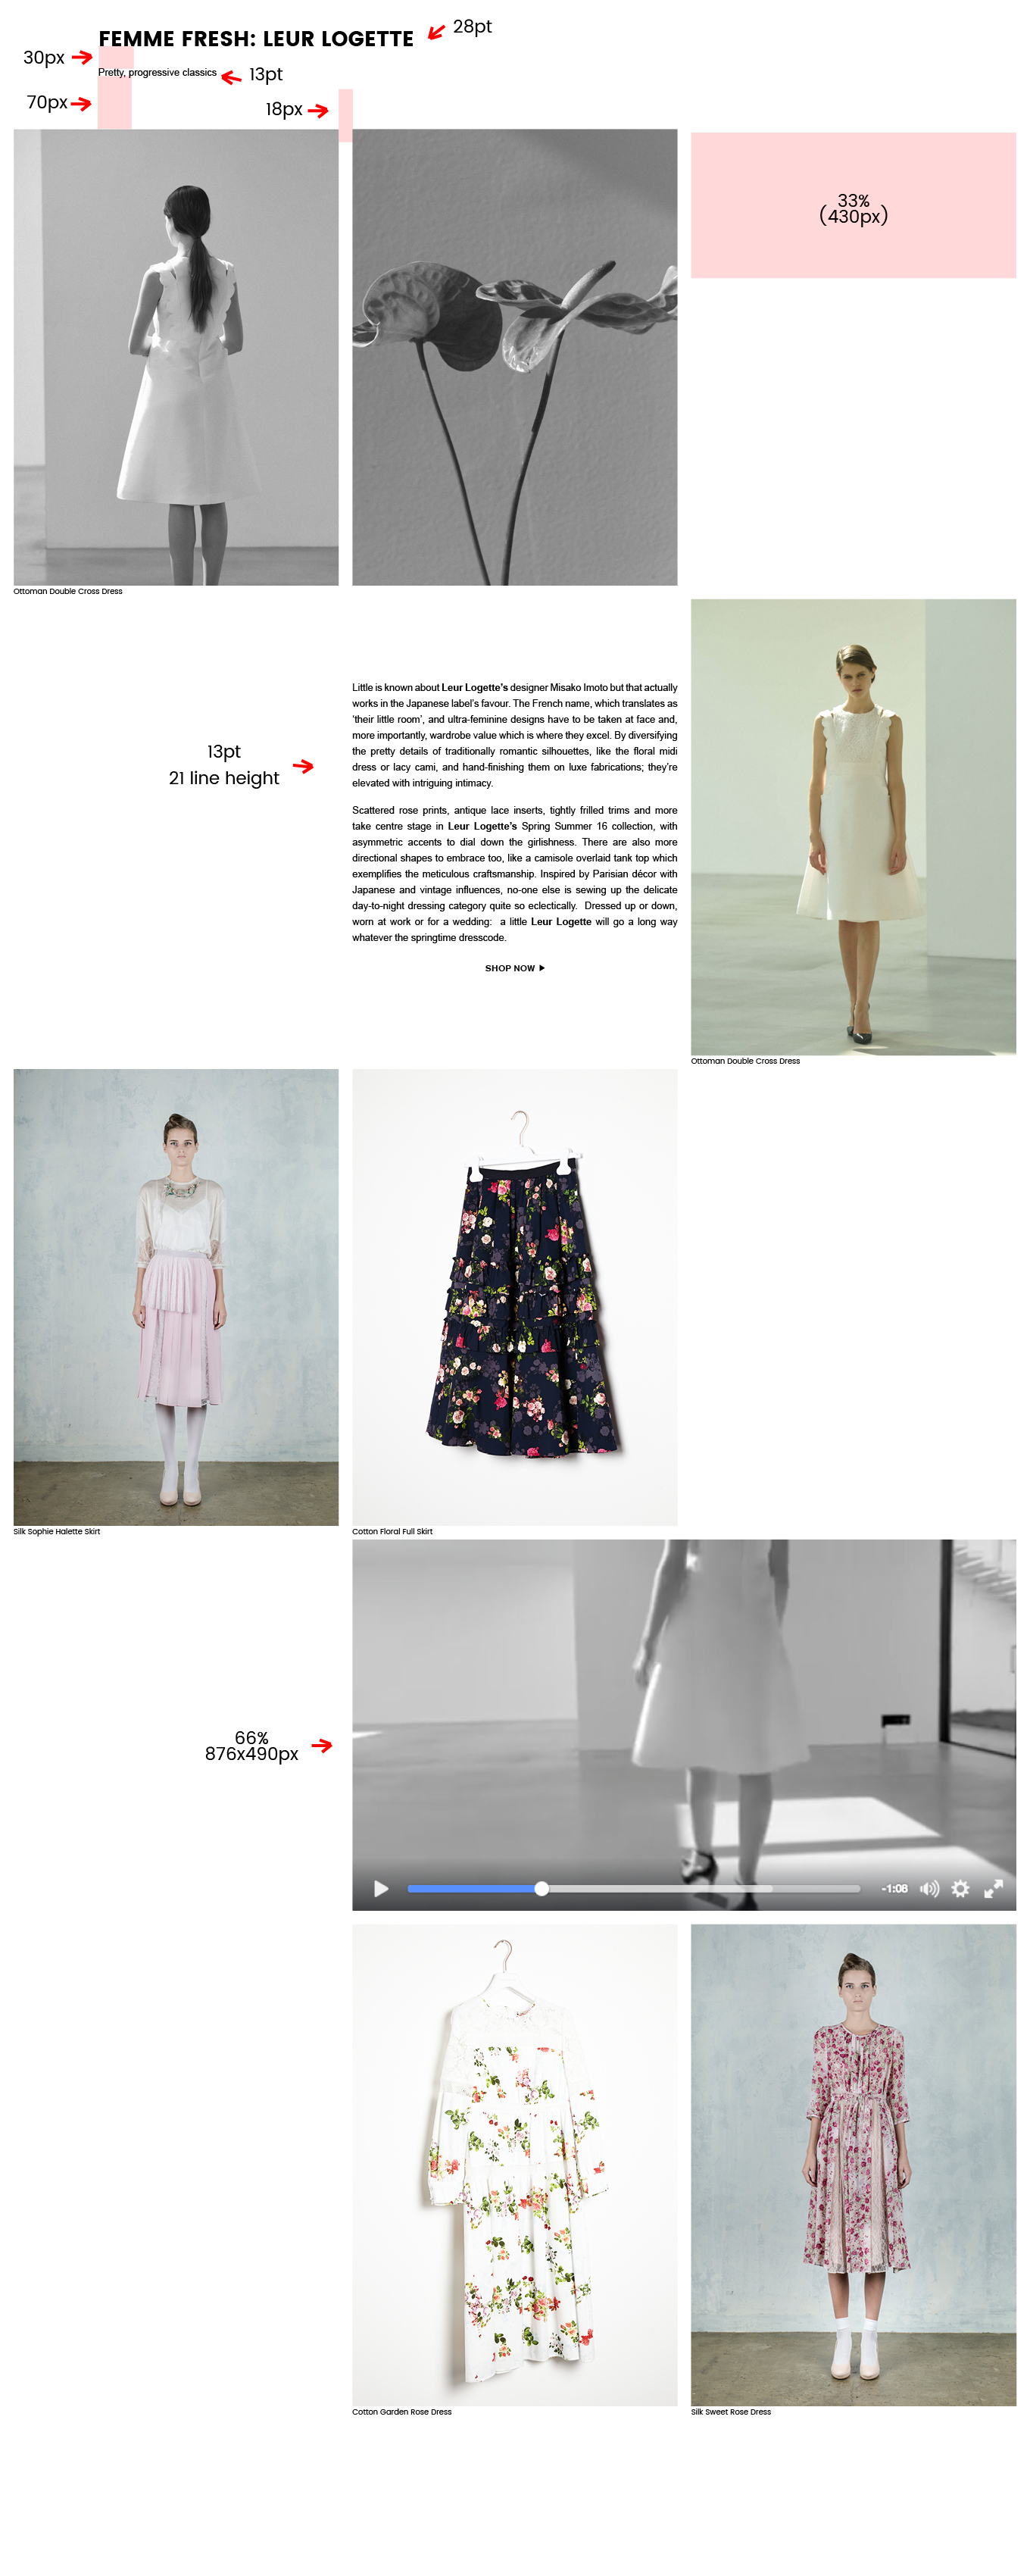 FEMME FRESH: LEUR LOGETTE
28pt
30px
Pretty, progressive classics
13pt
70px
18px
33%
(430px)
Ottoman Double Cross Dress
Little is known about Leur Logette’s designer Misako Imoto but that actually
works in the Japanese label’s favour. The French name, which translates as
‘their little room’, and ultra-feminine designs have to be taken at face and,
more importantly, wardrobe value which is where they excel. By diversifying
the pretty details of traditionally romantic silhouettes, like the floral midi
dress or lacy cami, and hand-finishing them on luxe fabrications; they’re
elevated with intriguing intimacy.
13pt
21 line height
Scattered rose prints, antique lace inserts, tightly frilled trims and more
take centre stage in Leur Logette’s Spring Summer 16 collection, with
asymmetric accents to dial down the girlishness. There are also more
directional shapes to embrace too, like a camisole overlaid tank top which
exemplifies the meticulous craftsmanship. Inspired by Parisian décor with
Japanese and vintage influences, no-one else is sewing up the delicate
day-to-night dressing category quite so eclectically.  Dressed up or down,
worn at work or for a wedding:  a little Leur Logette will go a long way
whatever the springtime dresscode.
SHOP NOW ▶
Ottoman Double Cross Dress
Silk Sophie Halette Skirt
Cotton Floral Full Skirt
66%
876x490px
-1:08
Cotton Garden Rose Dress
Silk Sweet Rose Dress